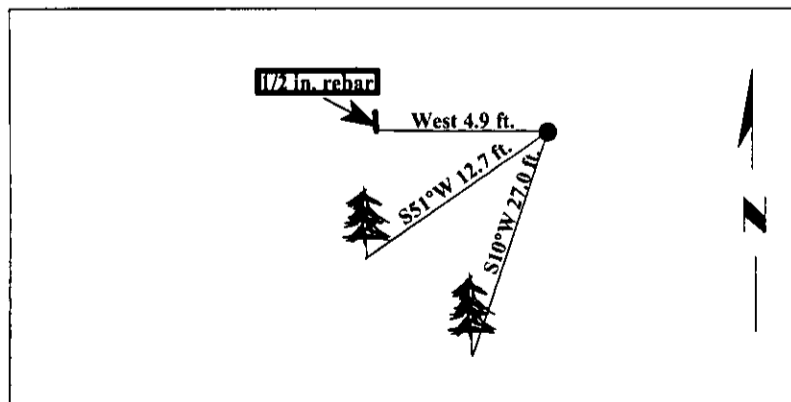 1/2 in. rebar
West 4.9 ft.
S51°W 12.7 ft.
S10°W 27.0 ft.
N